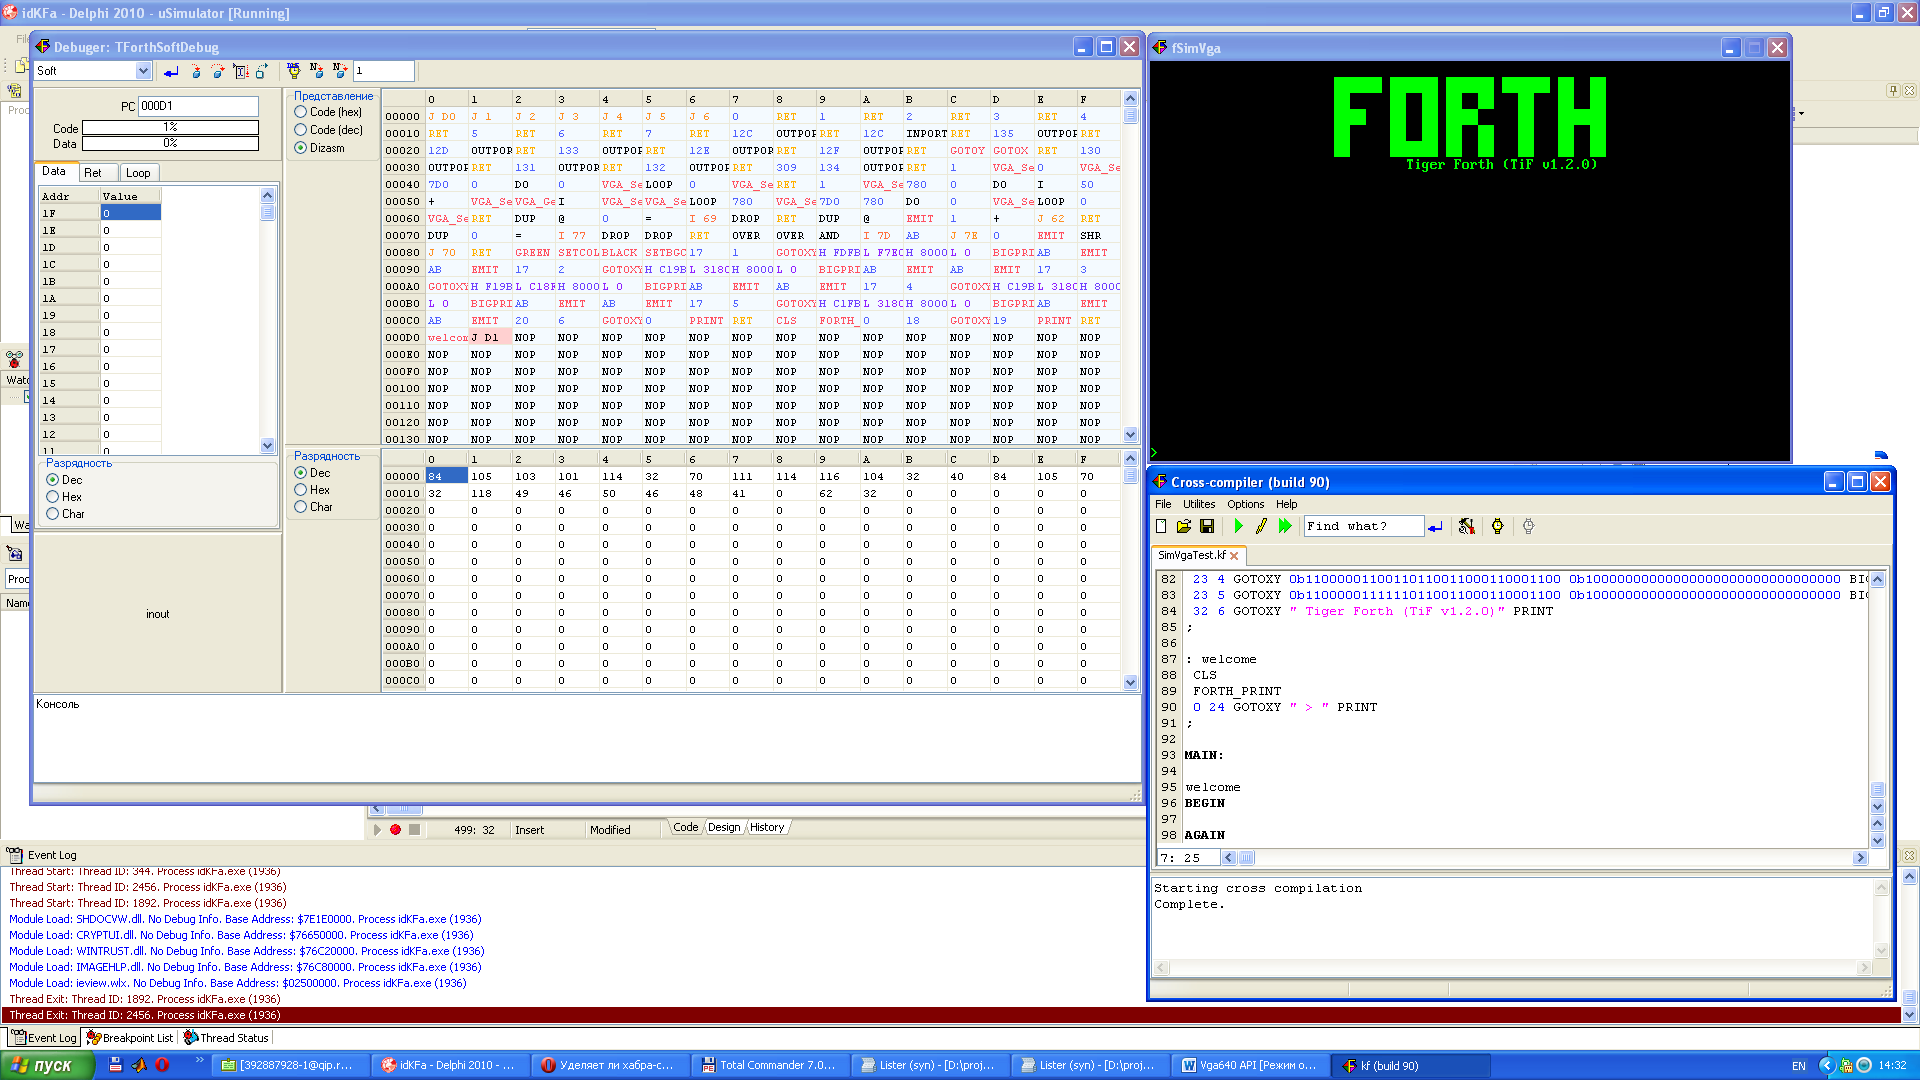 idKFa - Delphi 2010 - uSimulator [Running]
Debuger: TForthSoftDebug
Soft
1
PC 000D1
Code 1%
Data 0%
Data Ret Loop
Addr Value
1F 0
1E 0
1D 0
1C 0
1B 0
1A 0
19 0
18 0
17 0
16 0
15 0
14 0
13 0
12 0
Разрядность
Dec
Hex
Char
inout
Представление
Code (hex)
Code (dec)
Dizasm
0 1 2 3 4 5 6 7 8 9 A B C D E F
00000 J D0 J 1 J 2 J 3 J 4 J 5 J 6 0 RET 1 RET 2 RET 3 RET 4
00010 RET 5 RET 6 RET 7 RET 12C OUTPOR RET 12C INPORT RET 135 OUTPOR RET
00020 12D OUTPOR RET 133 OUTPOR RET 12E OUTPOR RET 12F OUTPOR RET GOTOY GOTOX RET 130
00030 OUTPOR RET 131 OUTPOR RET 132 OUTPOR RET 309 134 OUTPOR RET 1 VGA_Se 0 VGA_Se
00040 7D0 0 DO 0 VGA_Se LOOP 0 VGA_Se RET 1 VGA_Se 780 0 DO I 50
00050 + VGA_Se VGA_Ge I VGA_Se VGA_Se LOOP 780 VGA_Se 7D0 780 DO 0 VGA_Se LOOP 0
00060 VGA_Se RET DUP @ 0 = I 69 DROP RET DUP @ EMIT 1 + J 62 RET
00070 DUP 0 = I 77 DROP DROP RET OVER OVER AND I 7D AB J 7E 0 EMIT SHR
00080 J 70 RET GREEN SETCOL BLACK SETBGC 17 1 GOTOXY H FDFB L F7EC H 8000 L 0 BIGPRI AB EMIT
00090 AB EMIT 17 2 GOTOXY H C19B L 318C H 8000 L 0 BIGPRI AB EMIT AB EMIT 17 3
000A0 GOTOXY H F19B L C18F H 8000 L 0 BIGPRI AB EMIT AB EMIT 17 4 GOTOXY H C19B L 318C H 8000
000B0 L 0 BIGPRI AB EMIT AB EMIT 17 5 GOTOXY H C1FB L 318C H 8000 L 0 BIGPRI AB EMIT
000C0 AB EMIT 20 6 GOTOXY 0 PRINT RET CLS FORTH_ 0 18 GOTOXY 19 PRINT RET
000D0 welcom J D1 NOP NOP NOP NOP NOP NOP NOP NOP NOP NOP NOP NOP NOP NOP
000E0 NOP NOP NOP NOP NOP NOP NOP NOP NOP NOP NOP NOP NOP NOP NOP NOP
000F0 NOP NOP NOP NOP NOP NOP NOP NOP NOP NOP NOP NOP NOP NOP NOP NOP
00100 NOP NOP NOP NOP NOP NOP NOP NOP NOP NOP NOP NOP NOP NOP NOP NOP
00110 NOP NOP NOP NOP NOP NOP NOP NOP NOP NOP NOP NOP NOP NOP NOP NOP
00120 NOP NOP NOP NOP NOP NOP NOP NOP NOP NOP NOP NOP NOP NOP NOP NOP
00130 NOP NOP NOP NOP NOP NOP NOP NOP NOP NOP NOP NOP NOP NOP NOP NOP
Разрядность
Dec
Hex
Char
0 1 2 3 4 5 6 7 8 9 A B C D E F
00000 84 105 103 101 114 32 70 111 114 116 104 32 40 84 105 70
00010 32 118 49 46 50 46 48 41 0 62 32 0 0 0 0 0
00020 0 0 0 0 0 0 0 0 0 0 0 0 0 0 0 0
00030 0 0 0 0 0 0 0 0 0 0 0 0 0 0 0 0
00040 0 0 0 0 0 0 0 0 0 0 0 0 0 0 0 0
00050 0 0 0 0 0 0 0 0 0 0 0 0 0 0 0 0
00060 0 0 0 0 0 0 0 0 0 0 0 0 0 0 0 0
00070 0 0 0 0 0 0 0 0 0 0 0 0 0 0 0 0
00080 0 0 0 0 0 0 0 0 0 0 0 0 0 0 0 0
00090 0 0 0 0 0 0 0 0 0 0 0 0 0 0 0 0
000A0 0 0 0 0 0 0 0 0 0 0 0 0 0 0 0 0
000B0 0 0 0 0 0 0 0 0 0 0 0 0 0 0 0 0
000C0 0 0 0 0 0 0 0 0 0 0 0 0 0 0 0 0
Консоль
fSimVga
FORTH
Tiger Forth (TiF v1.2.0)
>
Cross-compiler (build 90)
File Utilites Options Help
Find what?
SimVgaTest.kf
82 23 4 GOTOXY
83 23 5 GOTOXY
84 32 6 GOTOXY " Tiger Forth (TiF v1.2.0)" PRINT
85 ;
86
87 : welcome
88 CLS
89 FORTH_PRINT
90 0 24 GOTOXY " > " PRINT
91 ;
92
93 MAIN:
94
95 welcome
96 BEGIN
97
98 AGAIN
7: 25
Starting cross compilation
Complete.
499: 32 Insert Modified Code Design History
Event Log
Thread Start: Thread ID: 344. Process idKFa.exe (1936)
Thread Start: Thread ID: 2456. Process idKFa.exe (1936)
Thread Start: Thread ID: 1892. Process idKFa.exe (1936)
Module Load: SHDOCVW.dll. No Debug Info. Base Address: $7E1E0000. Process idKFa.exe (1936)
Module Load: CRYPTUI.dll. No Debug Info. Base Address: $76650000. Process idKFa.exe (1936)
Module Load: WINTRUST.dll. No Debug Info. Base Address: $76C20000. Process idKFa.exe (1936)
Module Load: IMAGEHLP.dll. No Debug Info. Base Address: $76C80000. Process idKFa.exe (1936)
Module Load: ieview.wlx. No Debug Info. Base Address: $02500000. Process idKFa.exe (1936)
Thread Exit: Thread ID: 1892. Process idKFa.exe (1936)
Thread Exit: Thread ID: 2456. Process idKFa.exe (1936)
Event Log Breakpoint List Thread Status
пуск [392887928-1@qip.r... idKFa - Delphi 2010 - ... Уделяет ли хабра-с... Total Commander 7.0... Lister (syn) - [D:\proj... Lister (syn) - [D:\proj... Vga640 API [Режим о... kf (build 90) EN 14:32